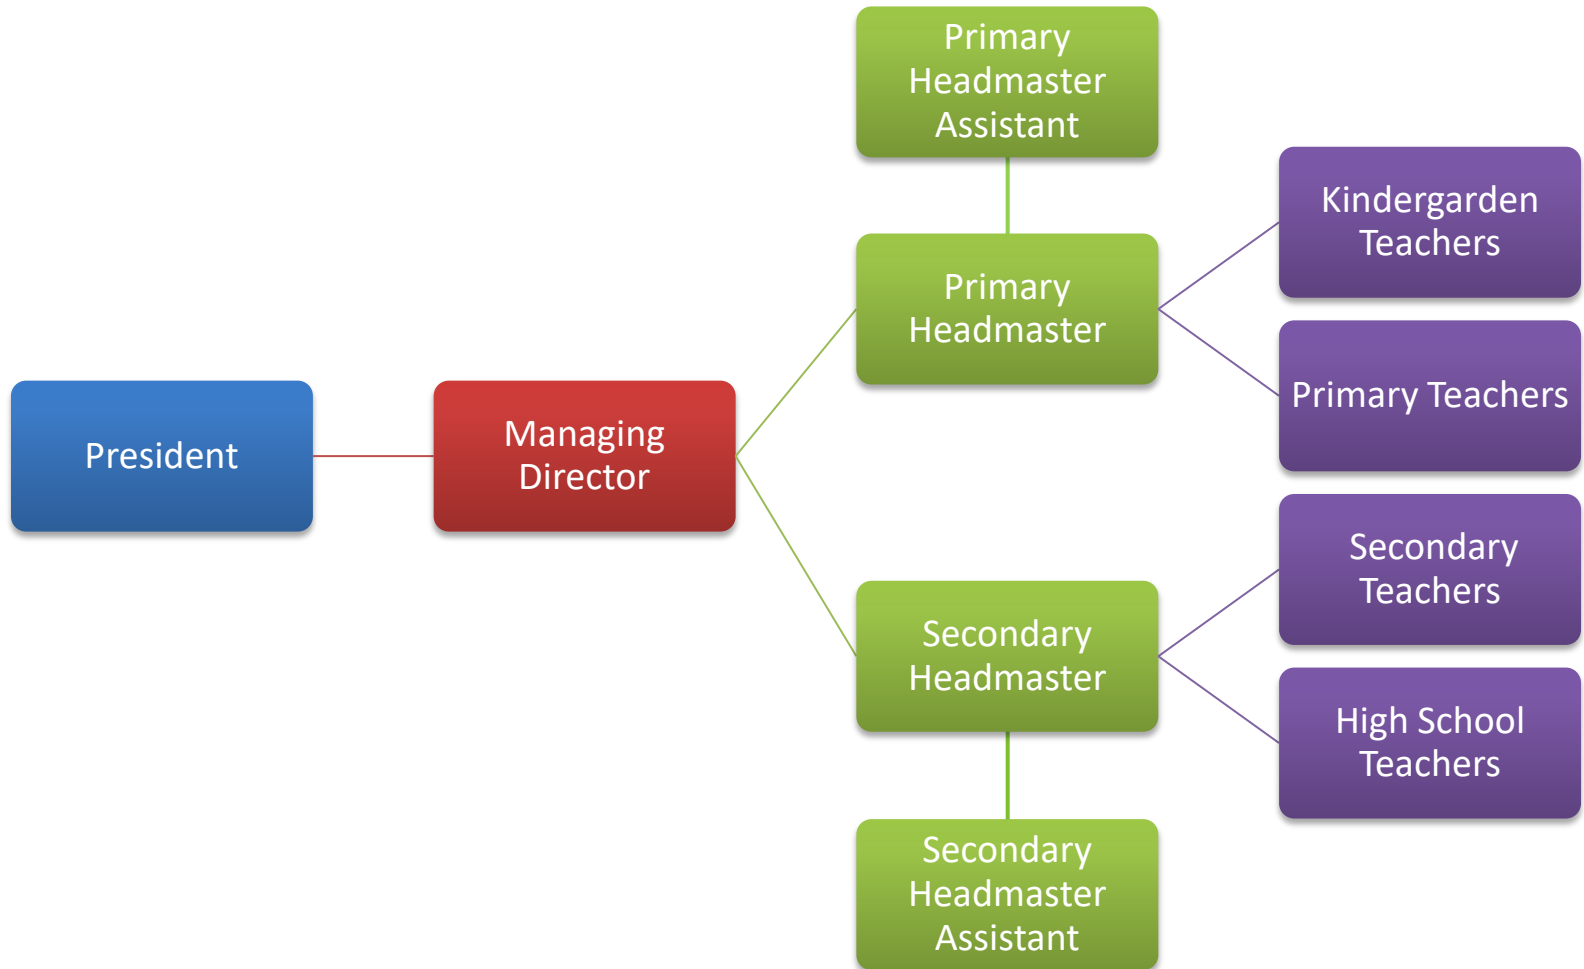 President
Managing
Director
Primary
Headmaster
Assistant
Primary
Headmaster
Secondary
Headmaster
Secondary
Headmaster
Assistant
Kindergarden
Teachers
Primary Teachers
Secondary
Teachers
High School
Teachers